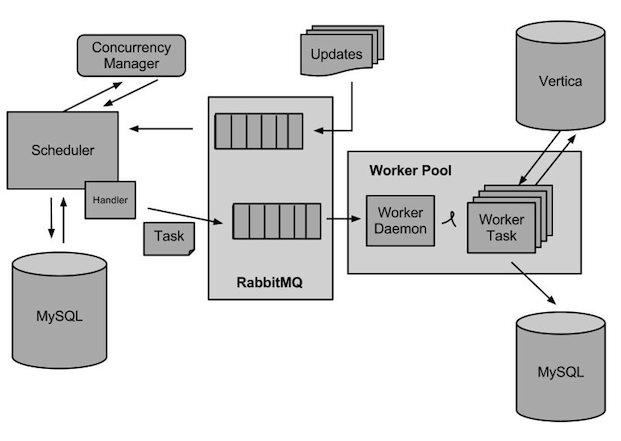 Concurrency
Manager
Updates
Vertica
Scheduler
Handler
Task
RabbitMQ
Worker Pool
Worker
Daemon
Worker
Task
MySQL
MySQL